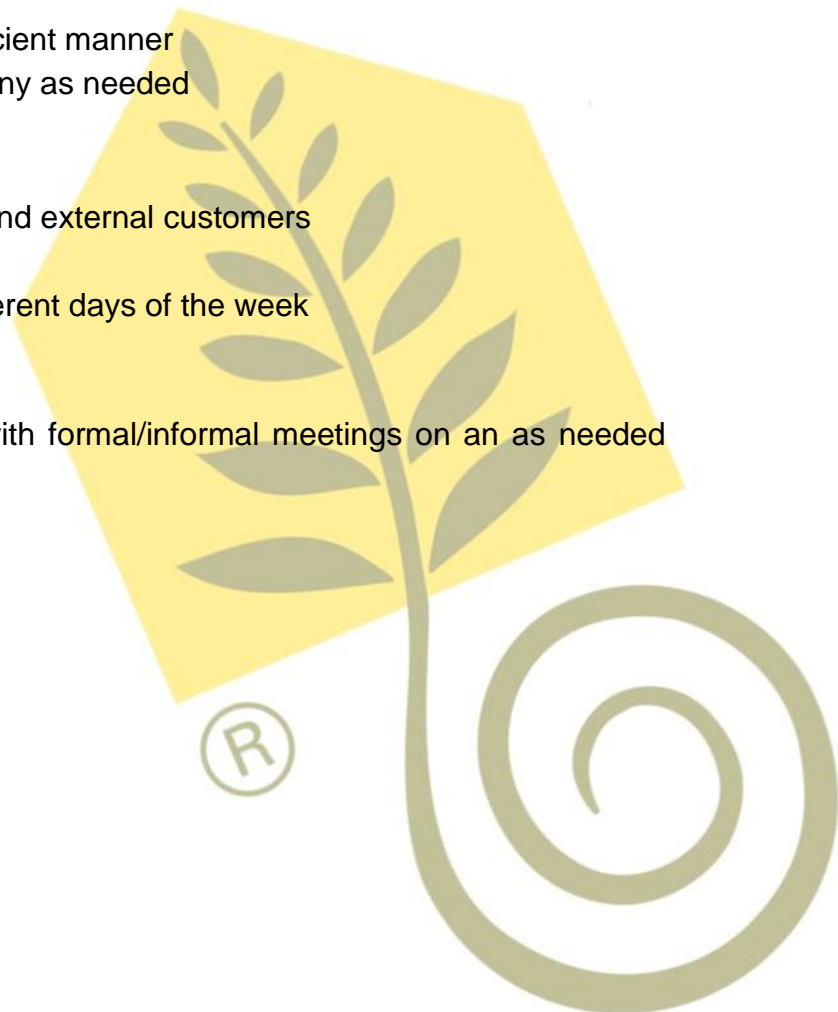 cient manner
ny as needed
nd external customers
erent days of the week
ith formal/informal meetings on an as needed
®